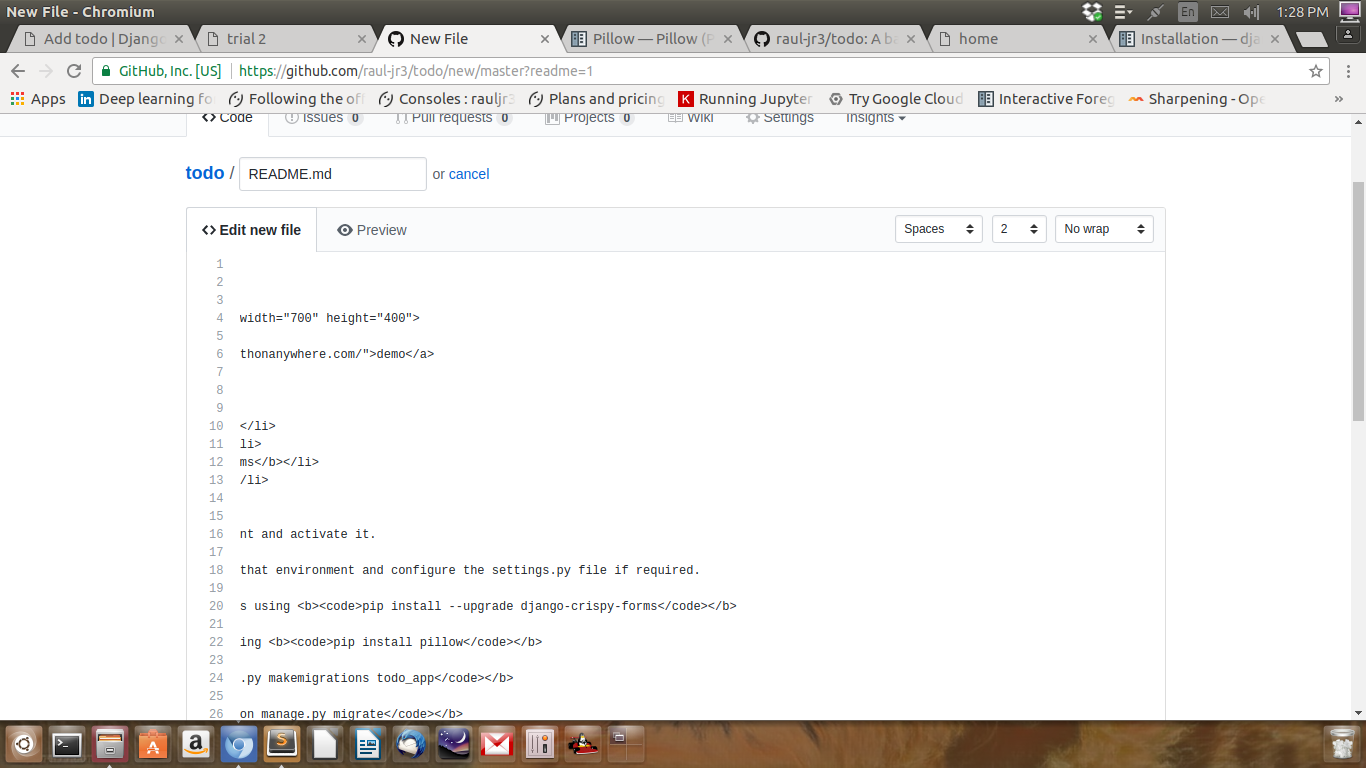 New File - Chromium
En
1:28 PM
Add todo | Djang
trial 2
New File
Pillow — Pillow (P
raul-jr3/todo: A ba
home
Installation — dja
GitHub, Inc. [US]
https://github.com/raul-jr3/todo/new/master?readme=1
Apps
Deep learning fo
Following the off
Consoles : rauljr3
Plans and pricing
Running Jupyter
Try Google Cloud
Interactive Foreg
Sharpening - Ope
»
Code
Issues 0
Pull requests 0
Projects 0
Wiki
Settings
Insights
todo / README.md or cancel
Edit new file
Preview
Spaces
2
No wrap
1
2
3
4 width="700" height="400">
5
6 thonanywhere.com/">demo</a>
7
8
9
10 </li>
11 li>
12 ms</b></li>
13 /li>
14
15
16 nt and activate it.
17
18 that environment and configure the settings.py file if required.
19
20 s using <b><code>pip install --upgrade django-crispy-forms</code></b>
21
22 ing <b><code>pip install pillow</code></b>
23
24 .py makemigrations todo_app</code></b>
25
26 on manage.py migrate</code></b>